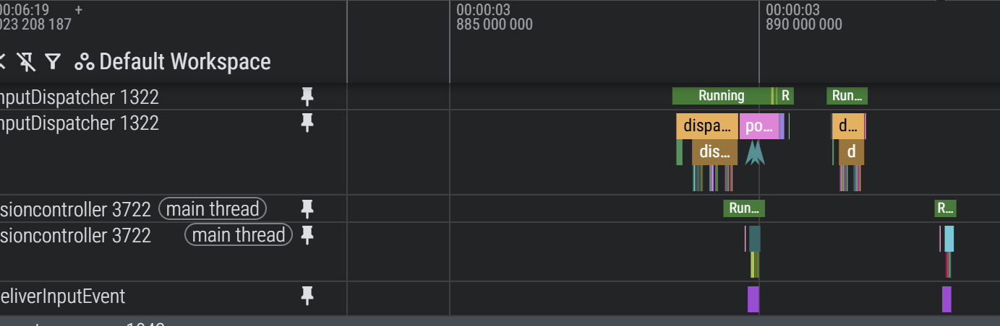 00:06:19 +
023 208 187
00:00:03
885 000 000
00:00:03
890 000 000
Default Workspace
nputDispatcher 1322
Running R Run...
nputDispatcher 1322
dispa... po... d...
dis... d
sioncontroller 3722 main thread
Run... R...
sioncontroller 3722 main thread
eliverInputEvent